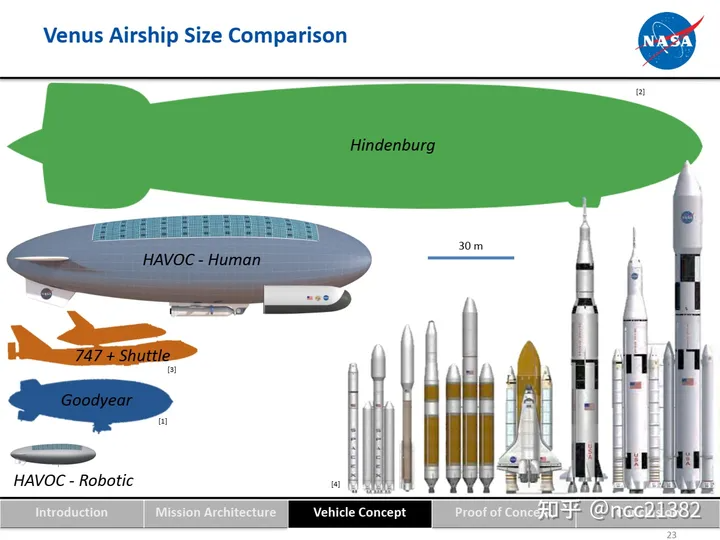 Venus Airship Size Comparison
NASA
[2]
Hindenburg
30 m
HAVOC - Human
747 + Shuttle
[3]
Goodyear
[1]
HAVOC - Robotic
[4]
Introduction
Mission Architecture
Vehicle Concept
Proof of Concept
知乎 @ncc21382
23